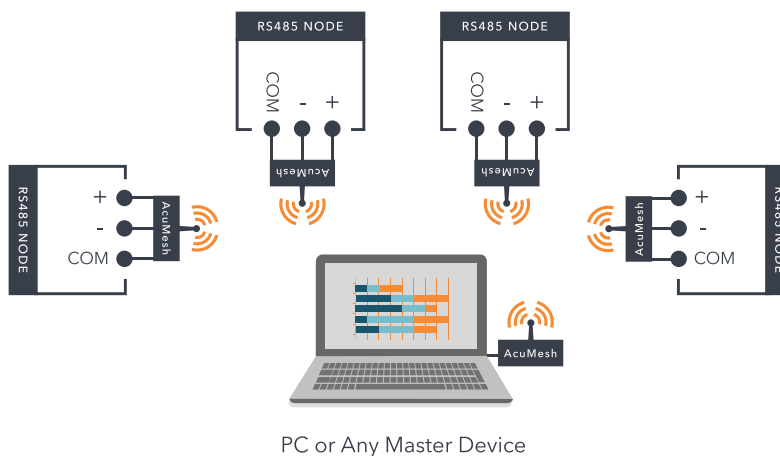 RS485 NODE
COM - +
AcuMesh
RS485 NODE
COM - +
AcuMesh
RS485 NODE
+
-
COM
AcuMesh
AcuMesh
+
-
COM
RS485 NODE
AcuMesh
PC or Any Master Device